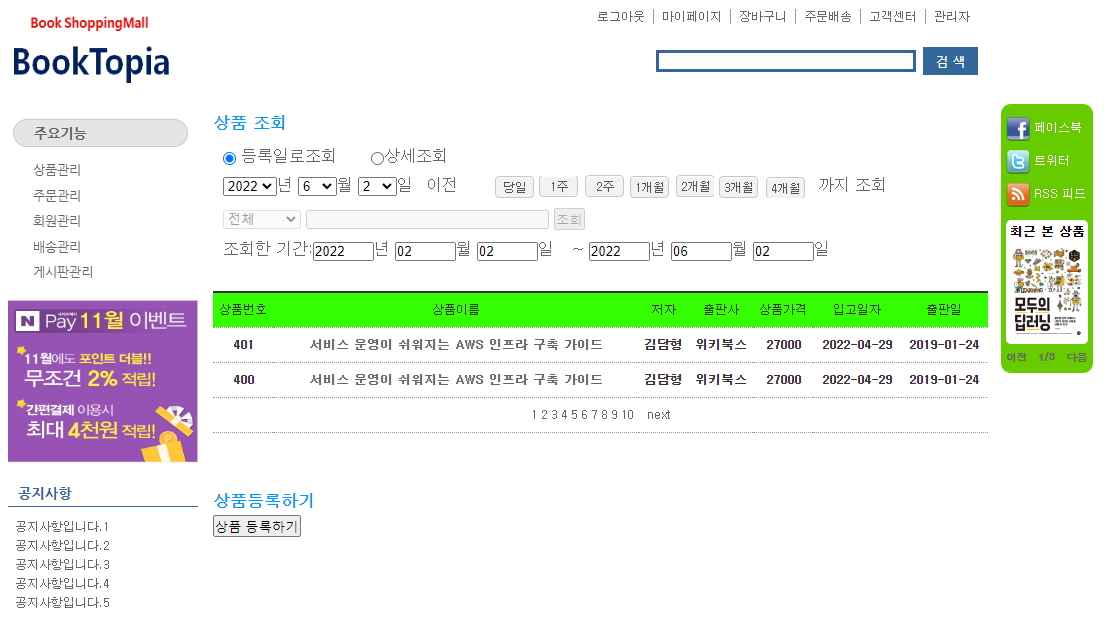 Book ShoppingMall
BookTopia
로그아웃 | 마이페이지 | 장바구니 | 주문배송 | 고객센터 | 관리자
검 색
주요기능
상품관리
주문관리
회원관리
배송관리
게시판관리
N Pay 11월 이벤트
11월에도 포인트 더블!!
무조건 2% 적립!
간편결제 이용시
최대 4천원 적립!
P
공지사항
공지사항입니다.1
공지사항입니다.2
공지사항입니다.3
공지사항입니다.4
공지사항입니다.5
상품 조회
등록일로조회 상세조회
2022 년 6 월 2 일 이전 당일 1주 2주 1개월 2개월 3개월 4개월 까지 조회
전체 조회
조회한 기간:2022 년 02 월 02 일 ~ 2022 년 06 월 02 일
상품번호 상품이름 저자 출판사 상품가격 입고일자 출판일
401 서비스 운영이 쉬워지는 AWS 인프라 구축 가이드 김담형 위키북스 27000 2022-04-29 2019-01-24
400 서비스 운영이 쉬워지는 AWS 인프라 구축 가이드 김담형 위키북스 27000 2022-04-29 2019-01-24
1 2 3 4 5 6 7 8 9 10 next
상품등록하기
상품 등록하기
페이스북
트위터
RSS 피드
최근 본 상품
모두의
딥러닝
이전 1/3 다음